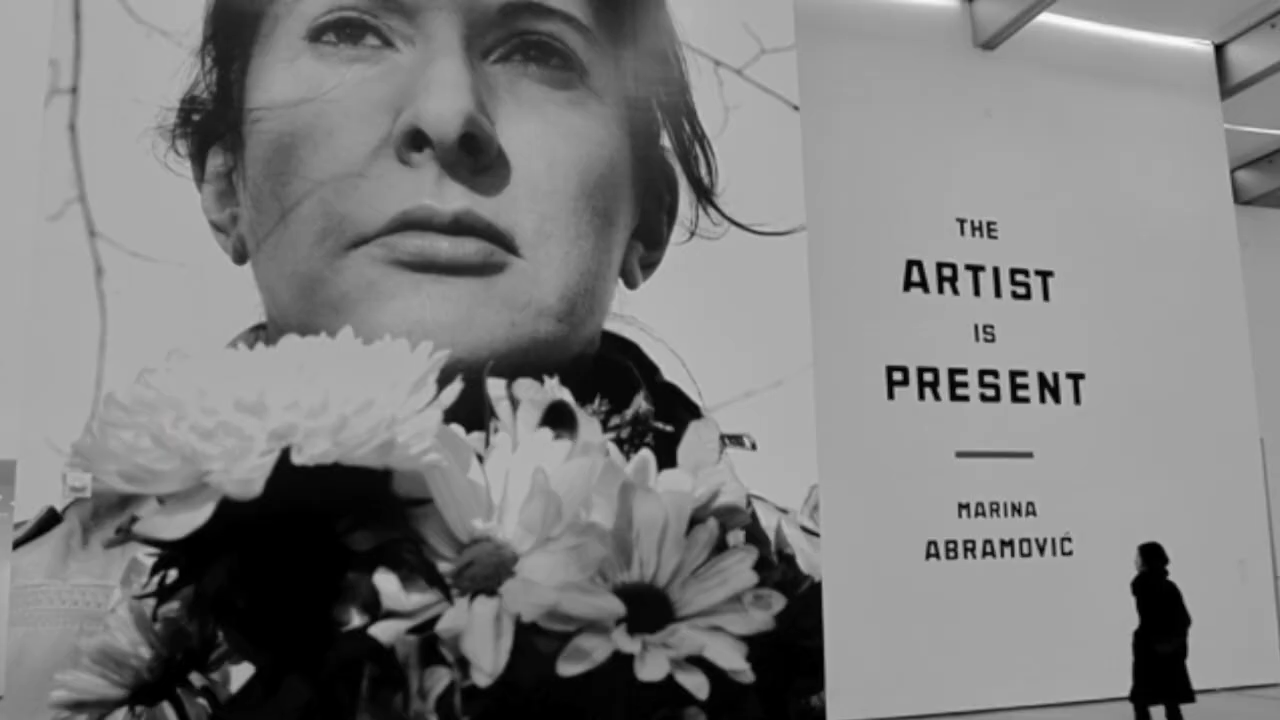 THE
ARTIST
IS
PRESENT
MARINA
ABRAMOVIĆ